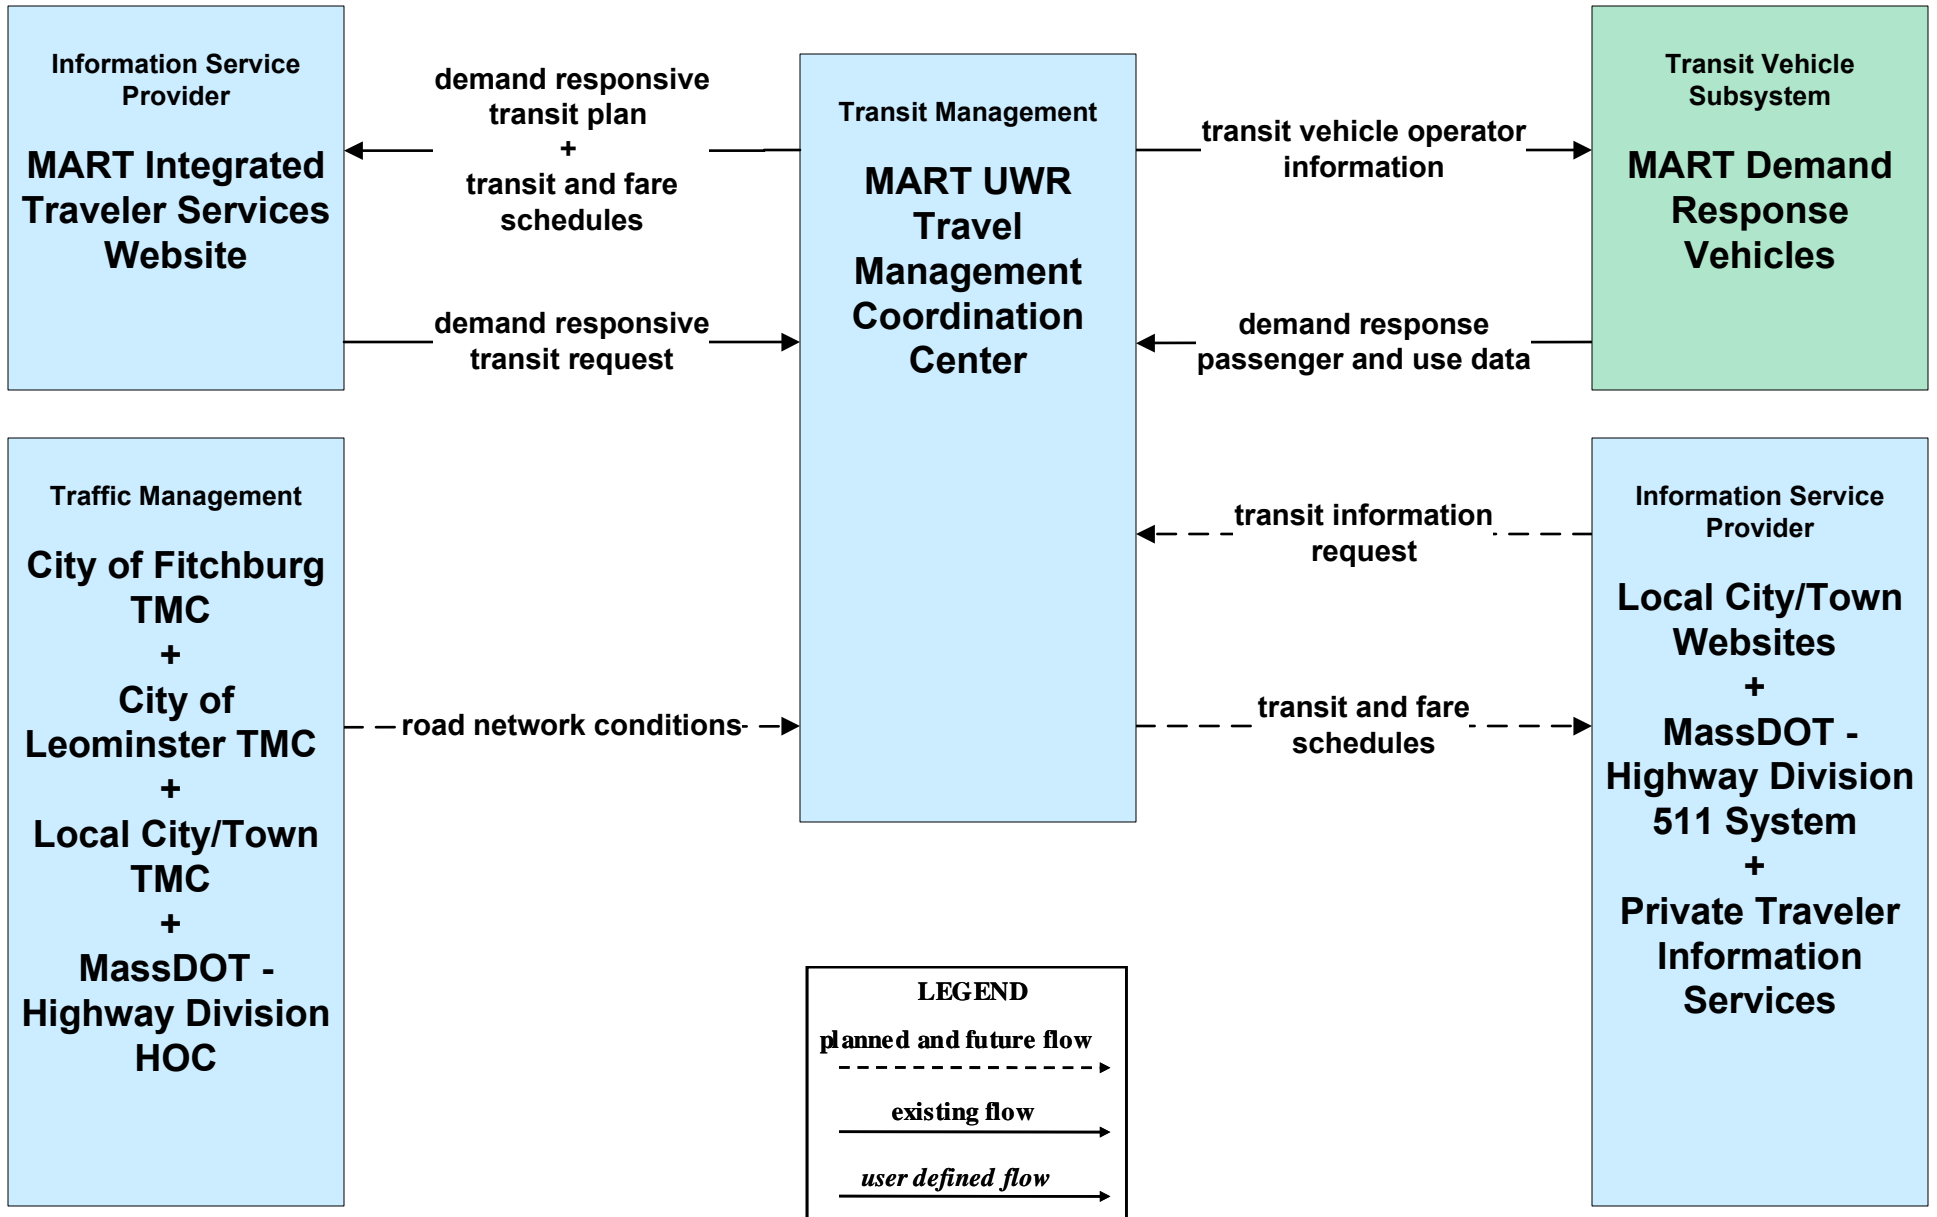 Information Service
Provider
MART Integrated
Traveler Services
Website
demand responsive
transit plan
+
transit and fare
schedules
demand responsive
transit request
Transit Management
MART UWR
Travel
Management
Coordination
Center
transit vehicle operator
information
demand response
passenger and use data
Transit Vehicle
Subsystem
MART Demand
Response
Vehicles
Traffic Management
City of Fitchburg
TMC
+
City of
Leominster TMC
+
Local City/Town
TMC
+
MassDOT -
Highway Division
HOC
road network conditions
transit information
request
transit and fare
schedules
Information Service
Provider
Local City/Town
Websites
+
MassDOT -
Highway Division
511 System
+
Private Traveler
Information
Services
LEGEND
planned and future flow
existing flow
user defined flow